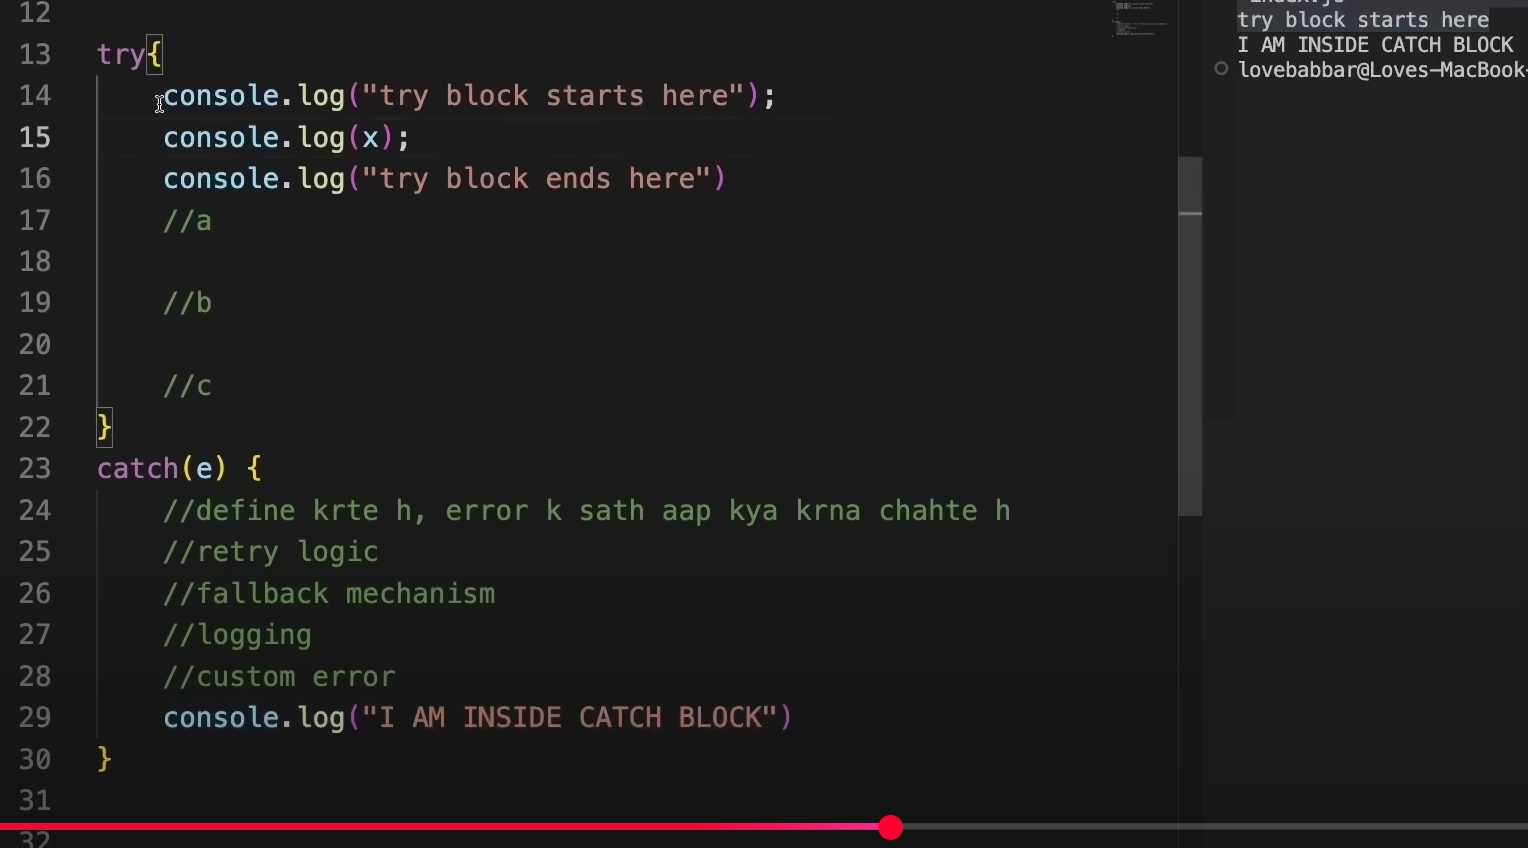 12
13 try{
14 console.log("try block starts here");
15 console.log(x);
16 console.log("try block ends here")
17 //a
18
19 //b
20
21 //c
22 }
23 catch(e) {
24 //define krte h, error k sath aap kya krna chahte h
25 //retry logic
26 //fallback mechanism
27 //logging
28 //custom error
29 console.log("I AM INSIDE CATCH BLOCK")
30 }
31
32
index.js
try block starts here
I AM INSIDE CATCH BLOCK
lovebabbar@Loves-MacBook-